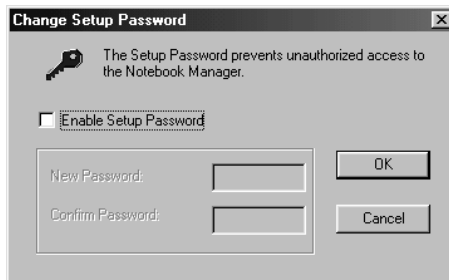 Change Setup Password
The Setup Password prevents unauthorized access to
the Notebook Manager.
Enable Setup Password
New Password:
OK
Confirm Password:
Cancel